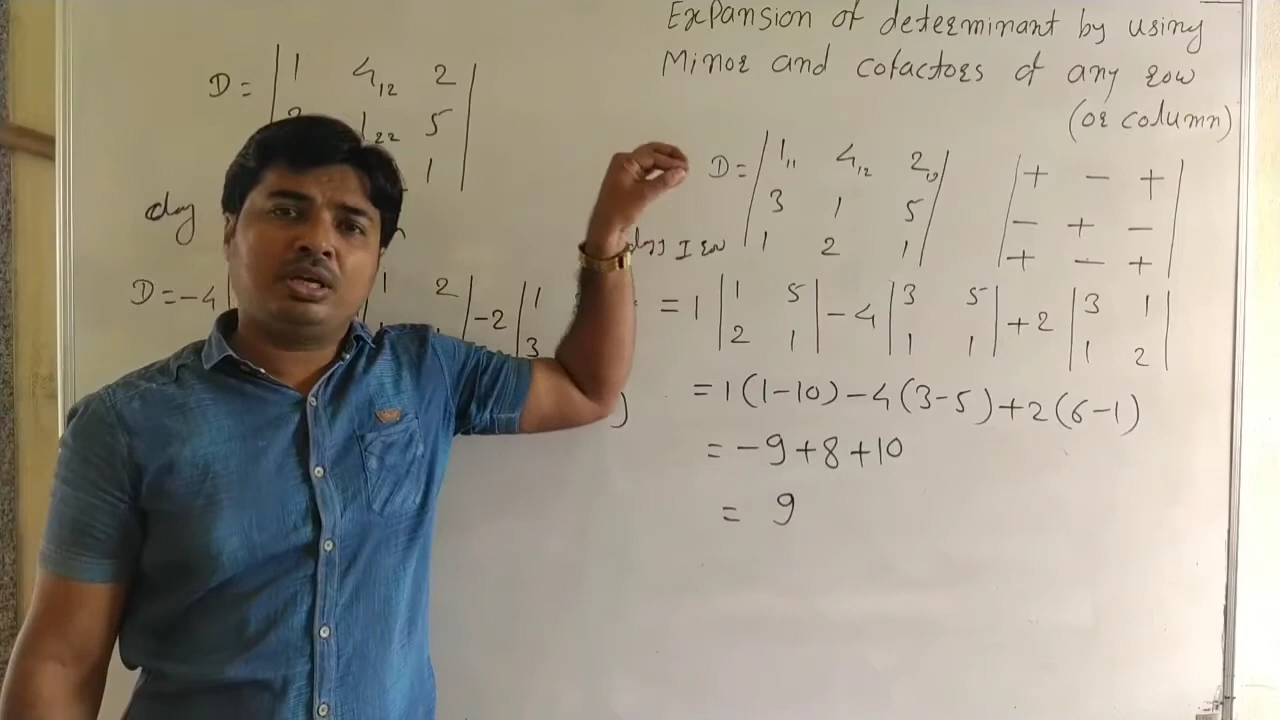 Expansion of determinant by using
Minor and cofactors of any row
(or column)
D = | 1 4₁₂ 2 |
1₂₂ 5
1 |
D = -4 |
1 2 | -2 | 1
3
)
D = | 1₁₁ 4₁₂ 2₁₃ |
3 1 5
| 1 2 1 |
| + - + |
- + -
| + - + |
= 1 | 1 5 | - 4 | 3 5 | + 2 | 3 1 |
| 2 1 | | 1 1 | | 1 2 |
= 1 (1-10) - 4 (3-5) + 2 (6-1)
= -9 + 8 + 10
= 9